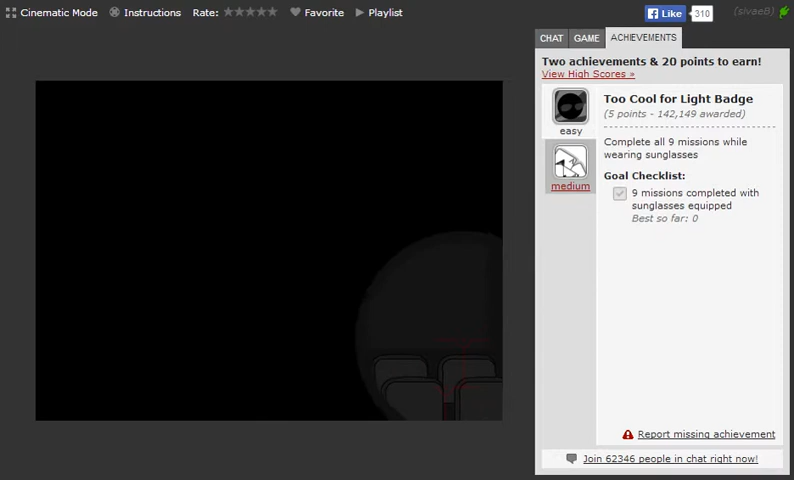 Cinematic Mode Instructions Rate: Favorite Playlist
Like 310
(sivaeB)
CHAT GAME ACHIEVEMENTS
Two achievements & 20 points to earn!
View High Scores »
easy
medium
Too Cool for Light Badge
(5 points - 142,149 awarded)
Complete all 9 missions while
wearing sunglasses
Goal Checklist:
9 missions completed with
sunglasses equipped
Best so far: 0
Report missing achievement
Join 62346 people in chat right now!